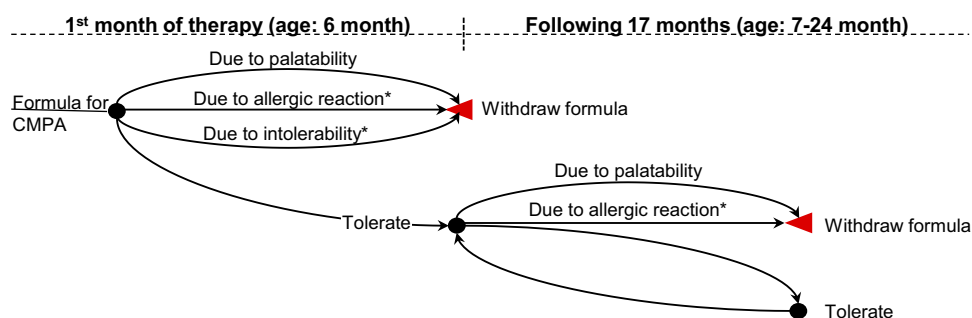 1st month of therapy (age: 6 month)
Following 17 months (age: 7-24 month)
Due to palatability
Formula for CMPA
Due to allergic reaction*
Withdraw formula
Due to intolerability*
Due to palatability
Tolerate
Due to allergic reaction*
Withdraw formula
Tolerate